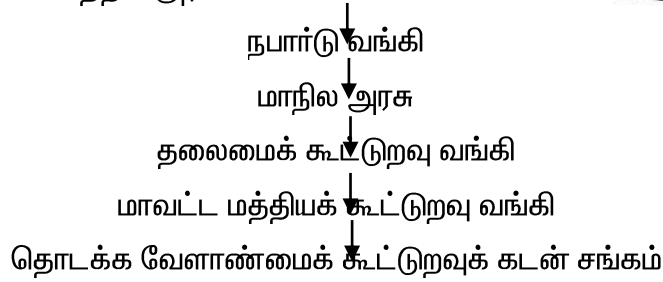 நபார்டு வங்கி
மாநில அரசு
தலைமைக் கூட்டுறவு வங்கி
மாவட்ட மத்தியக் கூட்டுறவு வங்கி
தொடக்க வேளாண்மைக் கூட்டுறவுக் கடன் சங்கம்